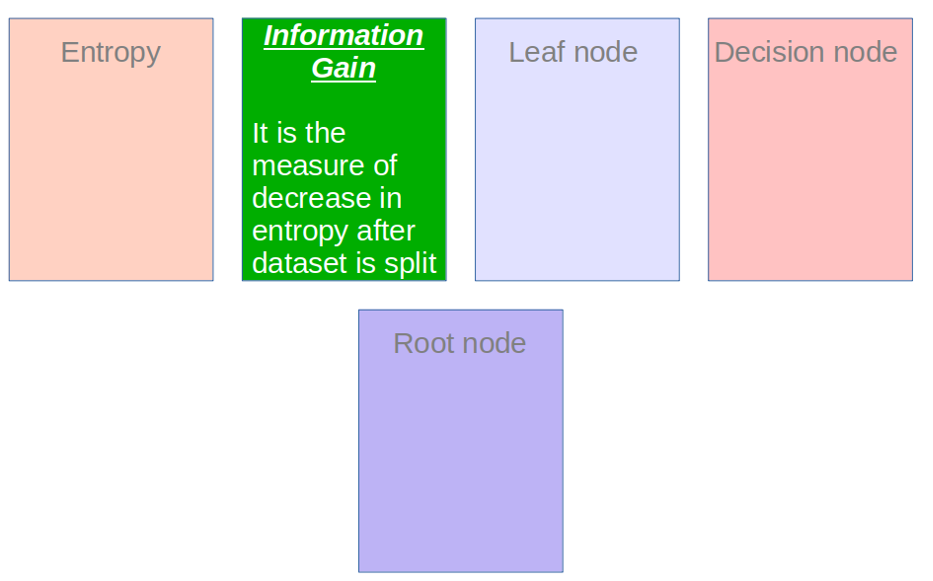 Entropy
Information
Gain
It is the
measure of
decrease in
entropy after
dataset is split
Leaf node
Decision node
Root node